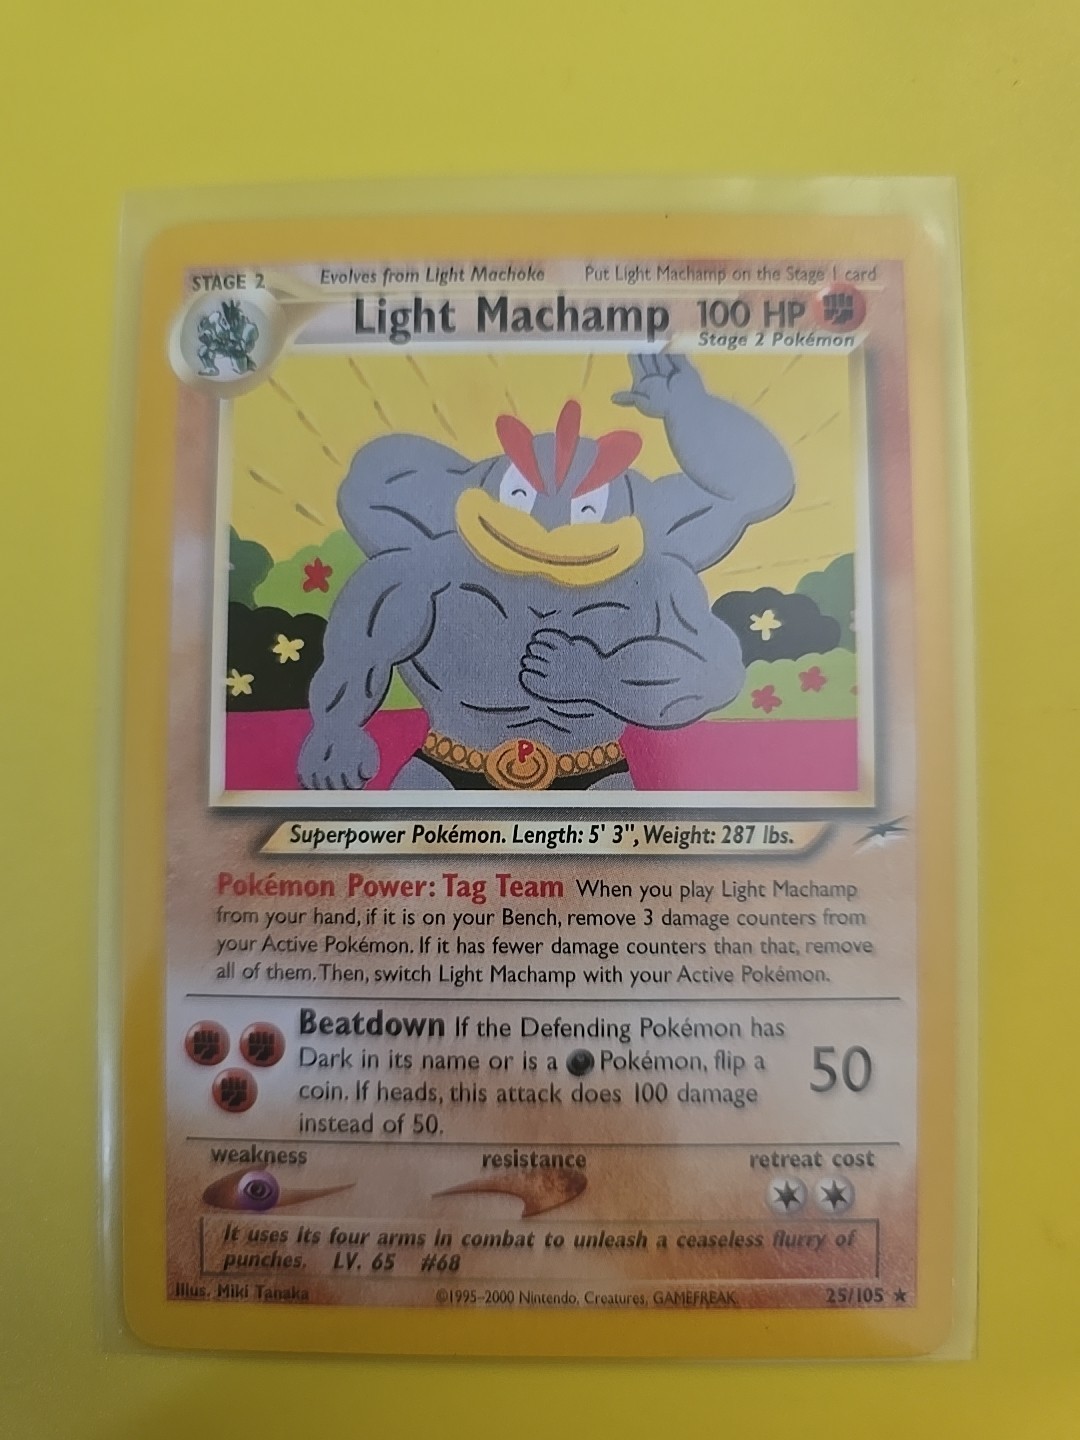 STAGE 2
Evolves from Light Machoke
Put Light Machamp on the Stage 1 card
Light Machamp
100 HP
Stage 2 Pokémon
P
Superpower Pokémon. Length: 5' 3", Weight: 287 lbs.
Pokémon Power: Tag Team When you play Light Machamp
from your hand, if it is on your Bench, remove 3 damage counters from
your Active Pokémon. If it has fewer damage counters than that, remove
all of them. Then, switch Light Machamp with your Active Pokémon.
Beatdown If the Defending Pokémon has
Dark in its name or is a Pokémon, flip a
coin. If heads, this attack does 100 damage
instead of 50.
50
weakness
resistance
retreat cost
It uses its four arms in combat to unleash a ceaseless flurry of
punches. LV. 65 #68
Illus. Miki Tanaka
©1995-2000 Nintendo, Creatures, GAMEFREAK.
25/105 ★